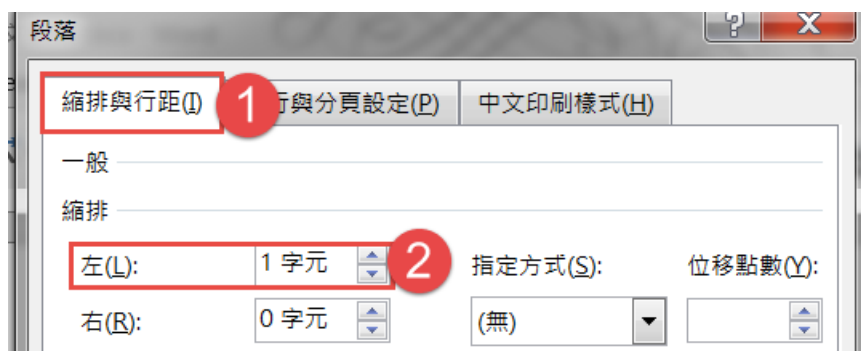 段落
縮排與行距(I) 1 行與分頁設定(P) 中文印刷樣式(H)
一般
縮排
左(L): 1 字元 2 指定方式(S): 位移點數(Y):
右(R): 0 字元 (無)